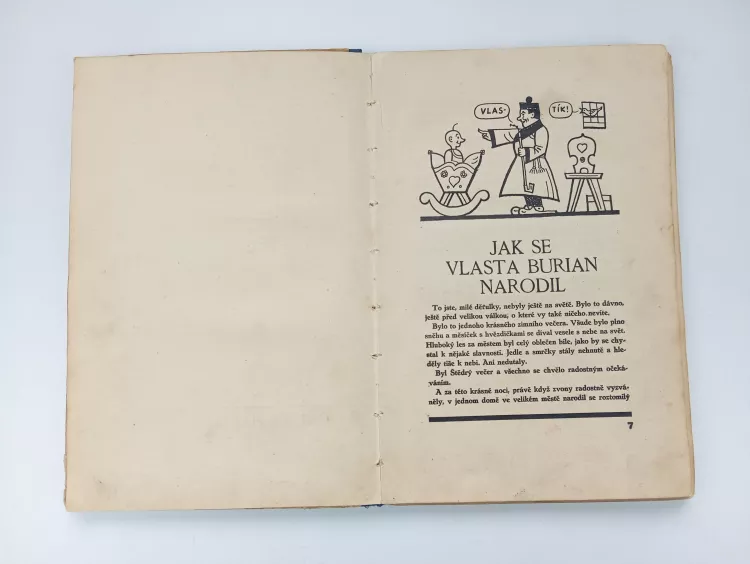 VLAS-
TÍK!
JAK SE
VLASTA BURIAN
NARODIL
To jste, milé děťulky, nebyly ještě na světě. Bylo to dávno,
ještě před velikou válkou, o které vy také ničeho nevíte.
Bylo to jednoho krásného zimního večera. Všude bylo plno
sněhu a měsíček s hvězdičkami se díval vesele s nebe na svět.
Hluboký les za městem byl celý oblečen bíle, jako by se chy-
stal k nějaké slavnosti. Jedle a smrčky stály nehnutě a hle-
děly tiše k nebi. Ani nedutaly.
Byl Štědrý večer a všechno se chvělo radostným očeká-
váním.
A za této krásné noci, právě když zvony radostně vyzvá-
něly, v jednom domě ve velikém městě narodil se roztomilý
7